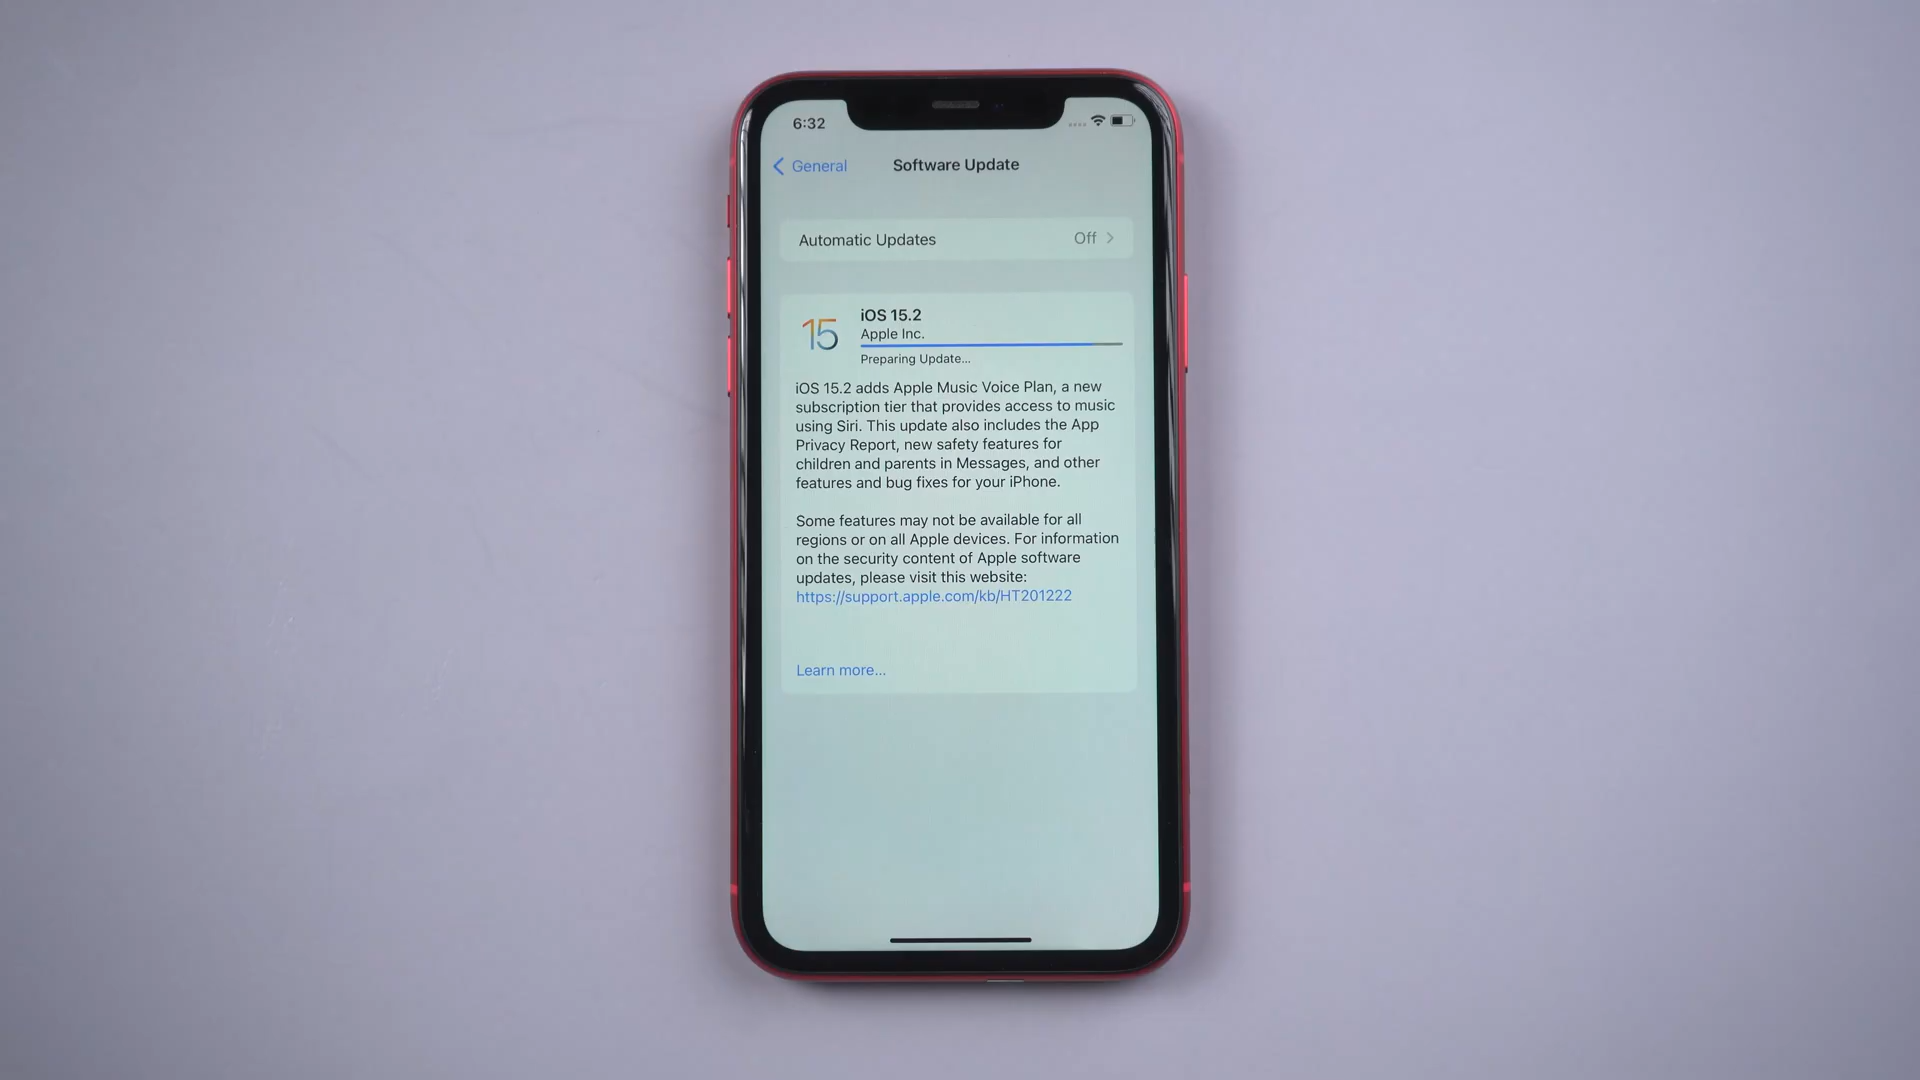 6:32
General
Software Update
Automatic Updates Off
15
iOS 15.2
Apple Inc.
Preparing Update...
iOS 15.2 adds Apple Music Voice Plan, a new
subscription tier that provides access to music
using Siri. This update also includes the App
Privacy Report, new safety features for
children and parents in Messages, and other
features and bug fixes for your iPhone.
Some features may not be available for all
regions or on all Apple devices. For information
on the security content of Apple software
updates, please visit this website:
https://support.apple.com/kb/HT201222
Learn more...